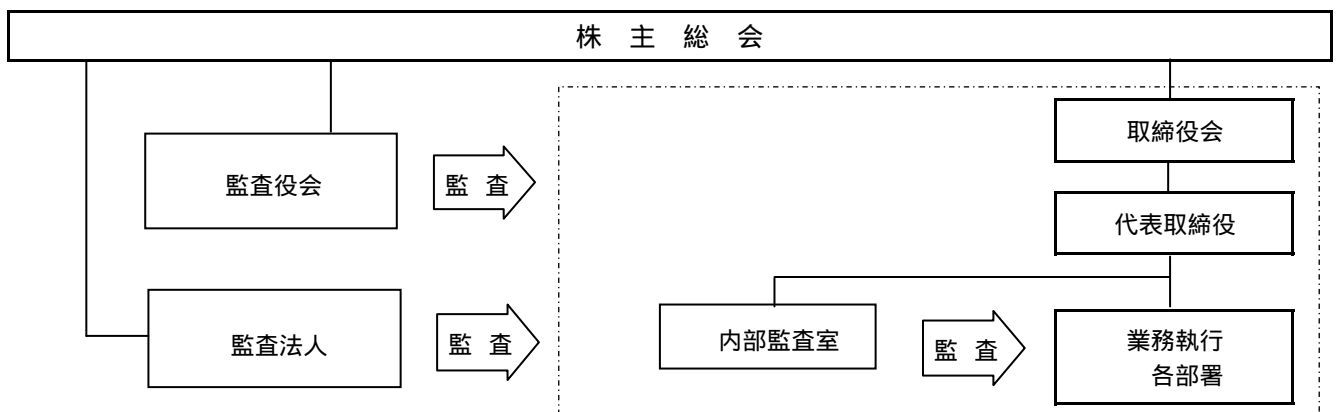 株 主 総 会
取締役会
監査役会
監 査
代表取締役
監査法人
監 査
内部監査室
監 査
業務執行
各部署